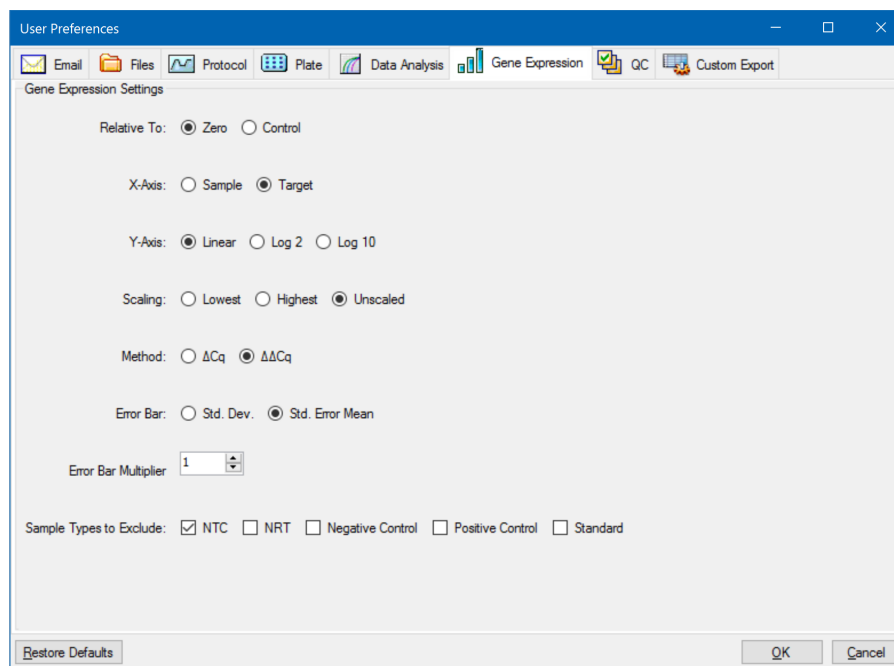 User Preferences
Email Files Protocol Plate Data Analysis Gene Expression QC Custom Export
Gene Expression Settings
Relative To: Zero Control
X-Axis: Sample Target
Y-Axis: Linear Log 2 Log 10
Scaling: Lowest Highest Unscaled
Method: ΔCq ΔΔCq
Error Bar: Std. Dev. Std. Error Mean
Error Bar Multiplier 1
Sample Types to Exclude: NTC NRT Negative Control Positive Control Standard
Restore Defaults OK Cancel